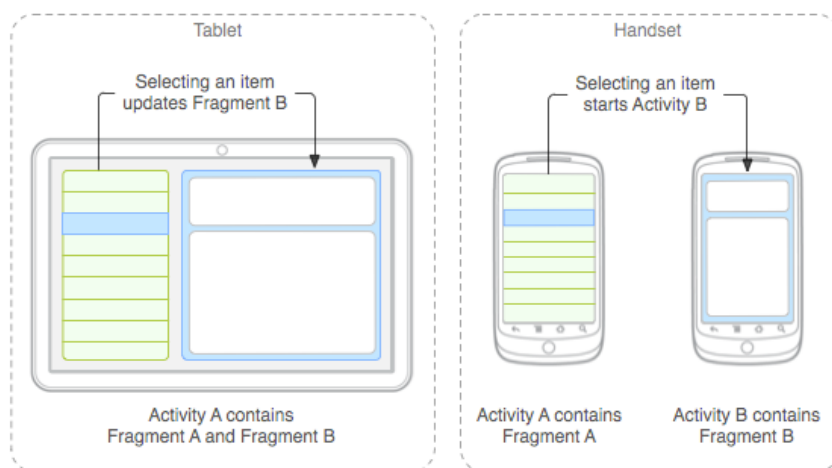 Tablet
Selecting an item
updates Fragment B
Activity A contains
Fragment A and Fragment B
Handset
Selecting an item
starts Activity B
Activity A contains
Fragment A
Activity B contains
Fragment B